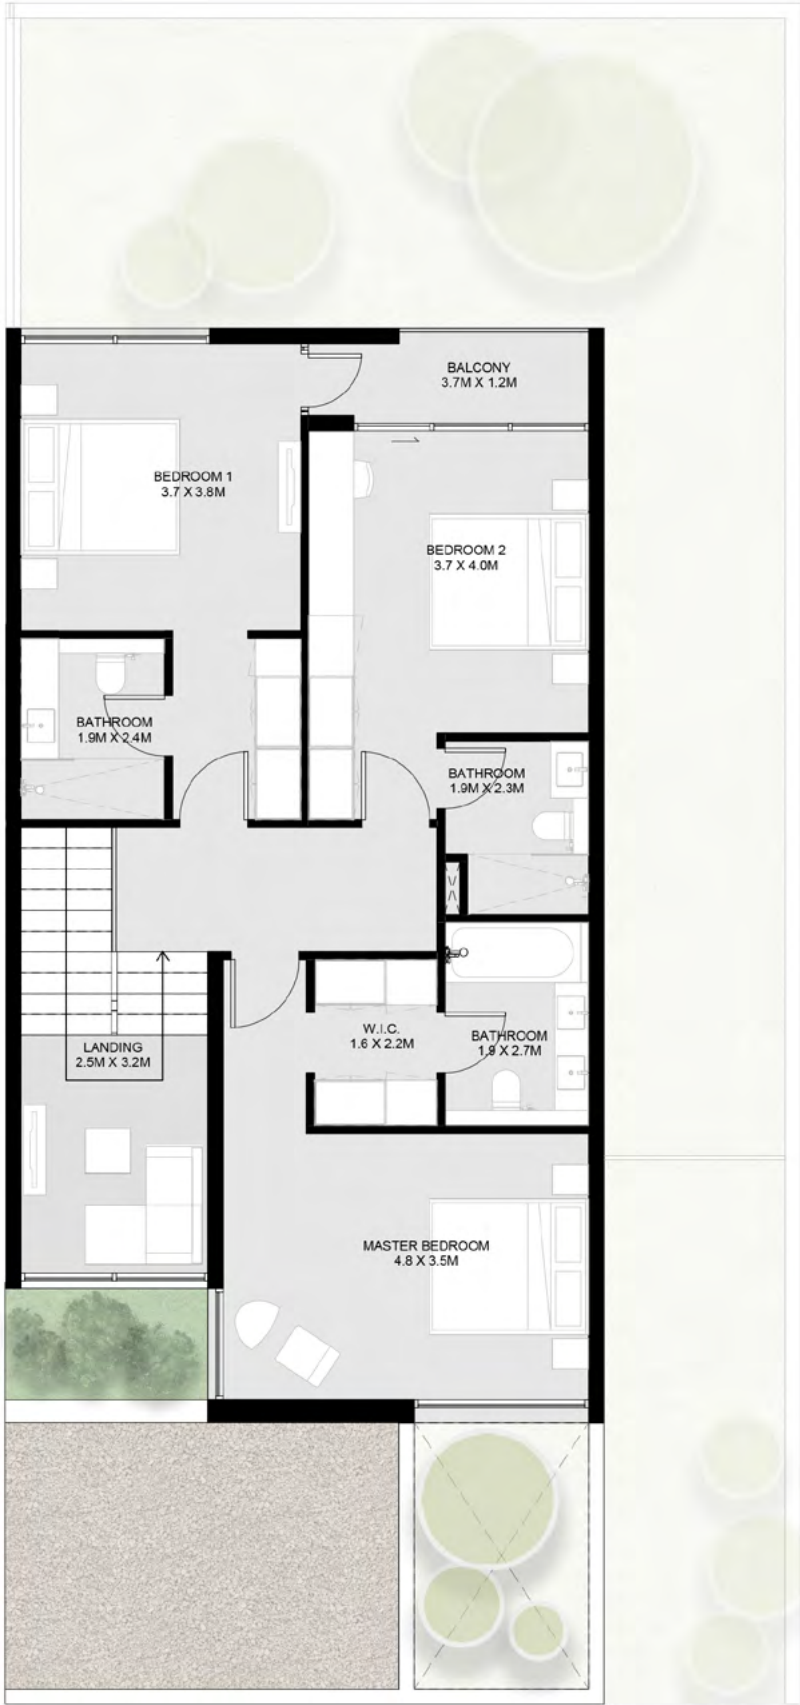 BALCONY
3.7M X 1.2M
BEDROOM 1
3.7 X 3.8M
BEDROOM 2
3.7 X 4.0M
BATHROOM
1.9M X 2.4M
BATHROOM
1.9M X 2.3M
W.I.C.
1.6 X 2.2M
BATHROOM
1.9 X 2.7M
LANDING
2.5M X 3.2M
MASTER BEDROOM
4.8 X 3.5M